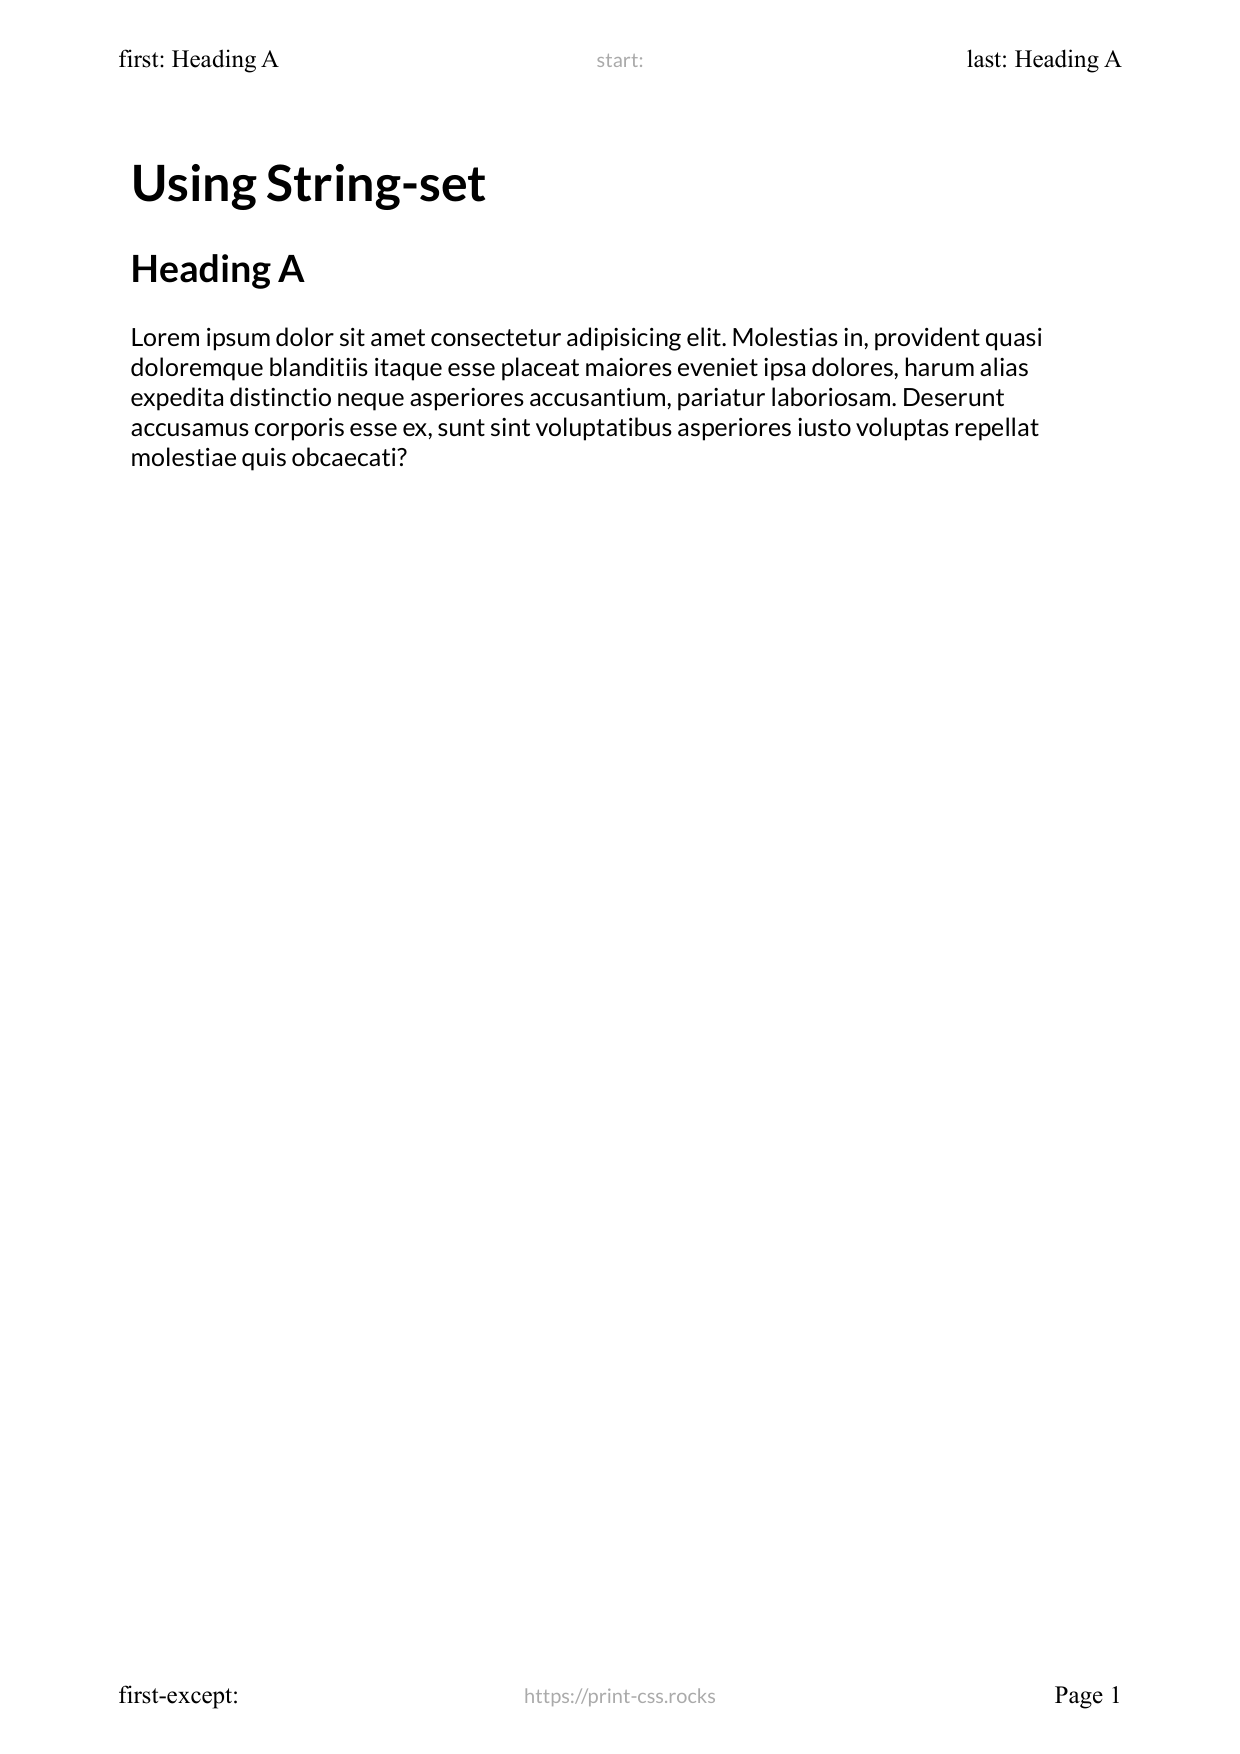 first: Heading A
start:
last: Heading A
Using String-set
Heading A
Lorem ipsum dolor sit amet consectetur adipisicing elit. Molestias in, provident quasi
doloremque blanditiis itaque esse placeat maiores eveniet ipsa dolores, harum alias
expedita distinctio neque asperiores accusantium, pariatur laboriosam. Deserunt
accusamus corporis esse ex, sunt sint voluptatibus asperiores iusto voluptas repellat
molestiae quis obcaecati?
first-except:
https://print-css.rocks
Page 1